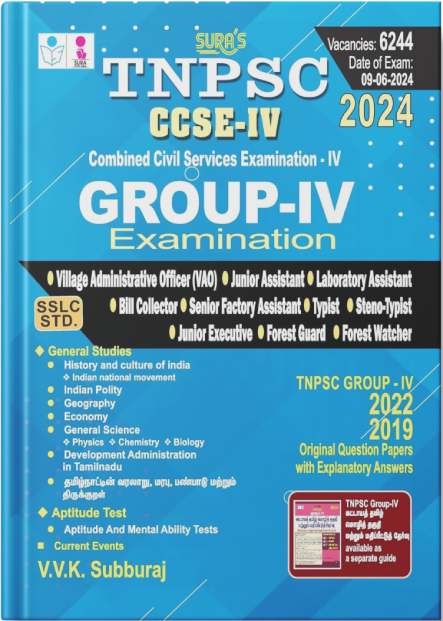 SURA'S
Vacancies: 6244
Date of Exam:
09-06-2024
TNPSC
2024
CCSE-IV
Combined Civil Services Examination - IV
GROUP-IV
Examination
● Village Administrative Officer (VAO) ● Junior Assistant ● Laboratory Assistant
● Bill Collector ● Senior Factory Assistant ● Typist ● Steno-Typist
● Junior Executive ● Forest Guard ● Forest Watcher
SSLC
STD.
◆ General Studies
● History and culture of india
❖ Indian national movement
● Indian Polity
● Geography
● Economy
● General Science
❖ Physics ❖ Chemistry ❖ Biology
● Development Administration
in Tamilnadu
● தமிழ்நாட்டின் வரலாறு, மரபு, பண்பாடு மற்றும்
திருக்குறள்
◆ Aptitude Test
● Aptitude And Mental Ability Tests
■ Current Events
V.V.K. Subburaj
TNPSC GROUP - IV
2022
2019
Original Question Papers
with Explanatory Answers
TNPSC Group-IV
கட்டாயத் தமிழ்
மொழித் தகுதி
மற்றும் மதிப்பீட்டுத் தேர்வு
available as
a separate guide